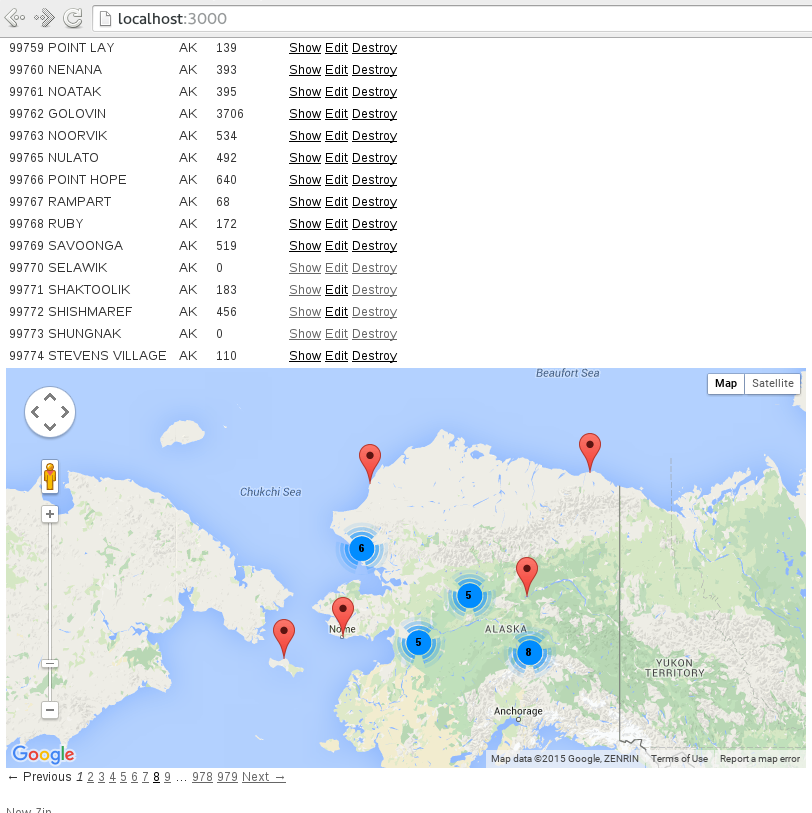 localhost:3000
99759 POINT LAY AK 139 Show Edit Destroy
99760 NENANA AK 393 Show Edit Destroy
99761 NOATAK AK 395 Show Edit Destroy
99762 GOLOVIN AK 3706 Show Edit Destroy
99763 NOORVIK AK 534 Show Edit Destroy
99765 NULATO AK 492 Show Edit Destroy
99766 POINT HOPE AK 640 Show Edit Destroy
99767 RAMPART AK 68 Show Edit Destroy
99768 RUBY AK 172 Show Edit Destroy
99769 SAVOONGA AK 519 Show Edit Destroy
99770 SELAWIK AK 0 Show Edit Destroy
99771 SHAKTOOLIK AK 183 Show Edit Destroy
99772 SHISHMAREF AK 456 Show Edit Destroy
99773 SHUNGNAK AK 0 Show Edit Destroy
99774 STEVENS VILLAGE AK 110 Show Edit Destroy
Beaufort Sea
Map Satellite
Chukchi Sea
6
5
Nome
ALASKA
5
8
YUKON
TERRITORY
Anchorage
Google
Map data ©2015 Google, ZENRIN Terms of Use Report a map error
← Previous 1 2 3 4 5 6 7 8 9 … 978 979 Next →
New Zip